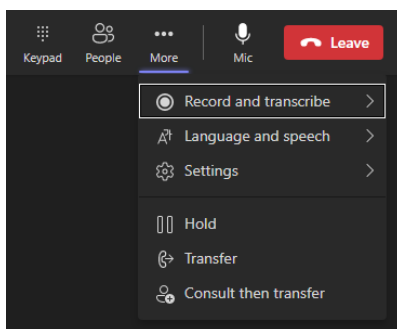 Keypad People More Mic Leave
Record and transcribe
Language and speech
Settings
Hold
Transfer
Consult then transfer